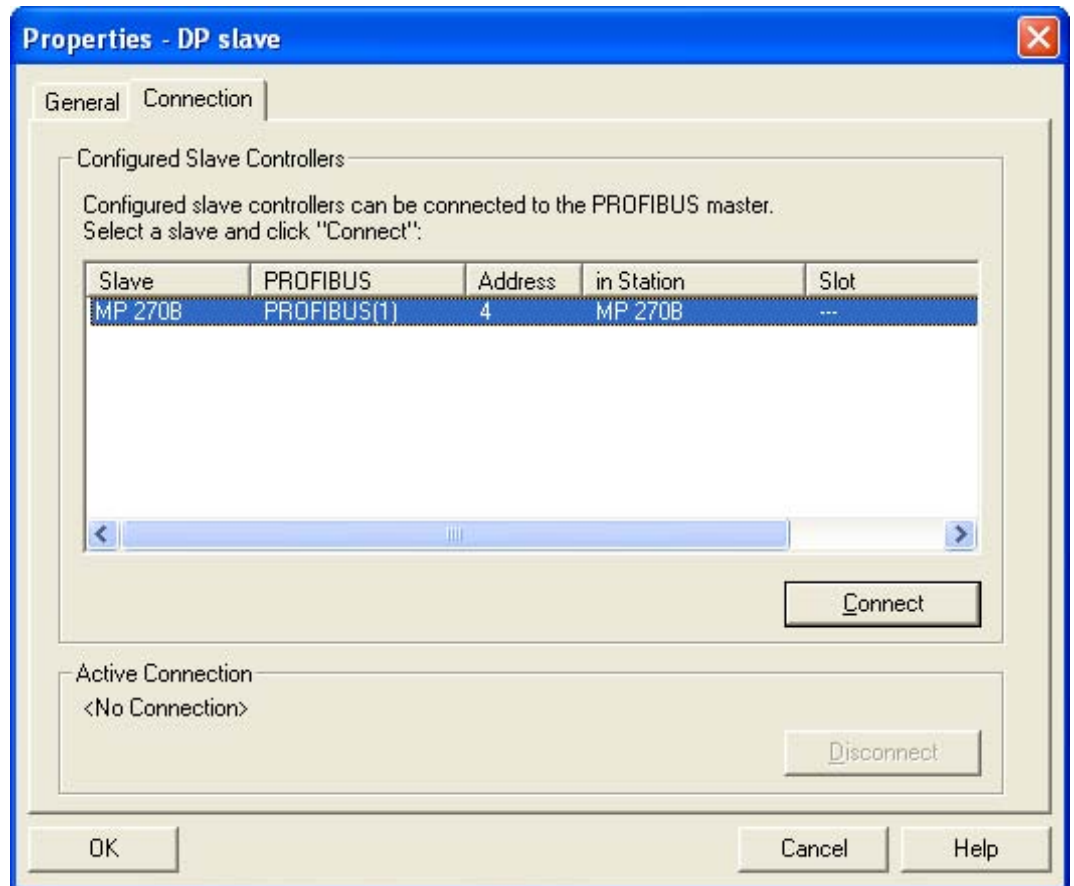 Properties - DP slave
General Connection
Configured Slave Controllers
Configured slave controllers can be connected to the PROFIBUS master.
Select a slave and click "Connect":
Slave PROFIBUS Address in Station Slot
MP 270B PROFIBUS(1) 4 MP 270B ---
Connect
Active Connection
<No Connection>
Disconnect
OK Cancel Help